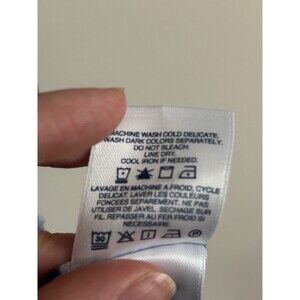 MACHINE WASH COLD DELICATE,
WASH DARK COLORS SEPARATELY.
DO NOT BLEACH.
LINE DRY.
COOL IRON IF NEEDED.
LAVAGE EN MACHINE A FROID, CYCLE
DELICAT, LAVER LES COULEURS
FONCEES SEPAREMENT, NE PAS
UTILISER DE JAVEL, SECHAGE SUR
FIL. REPASSER AU FER FROID SI
NECESSAIRE.
30 P